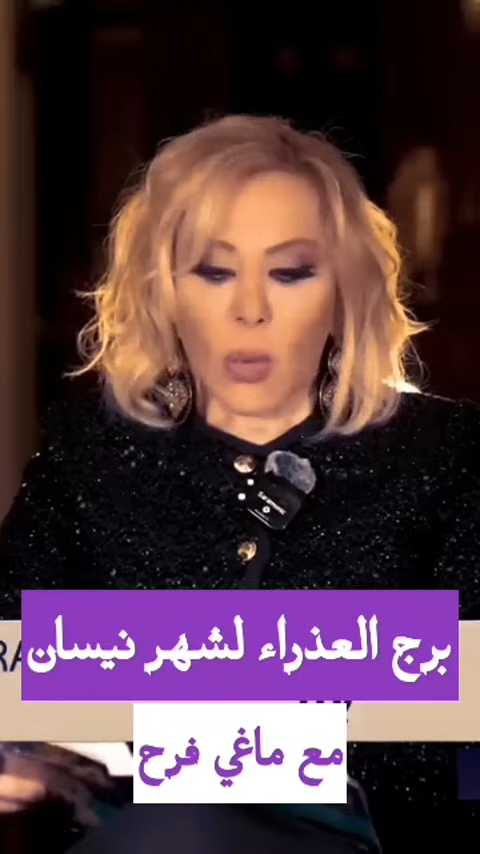 برج العذراء لشهر نيسان
مع ماغي فرح